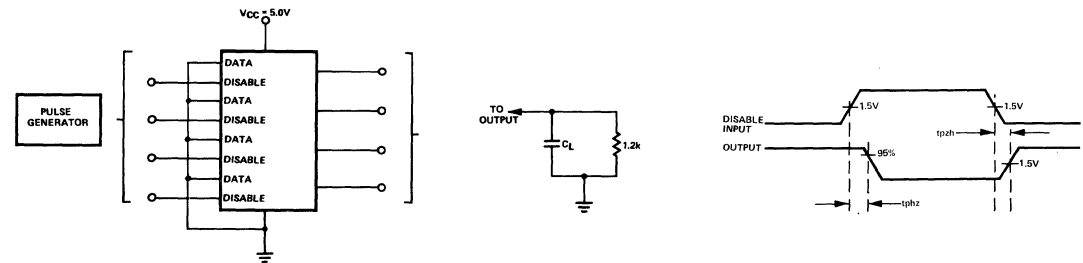 VCC = 5.0V
PULSE
GENERATOR
DATA
DISABLE
DATA
DISABLE
DATA
DISABLE
DATA
DISABLE
TO
OUTPUT
CL
1.2k
DISABLE
INPUT
1.5V
1.5V
tpzh
OUTPUT
95%
1.5V
tphz